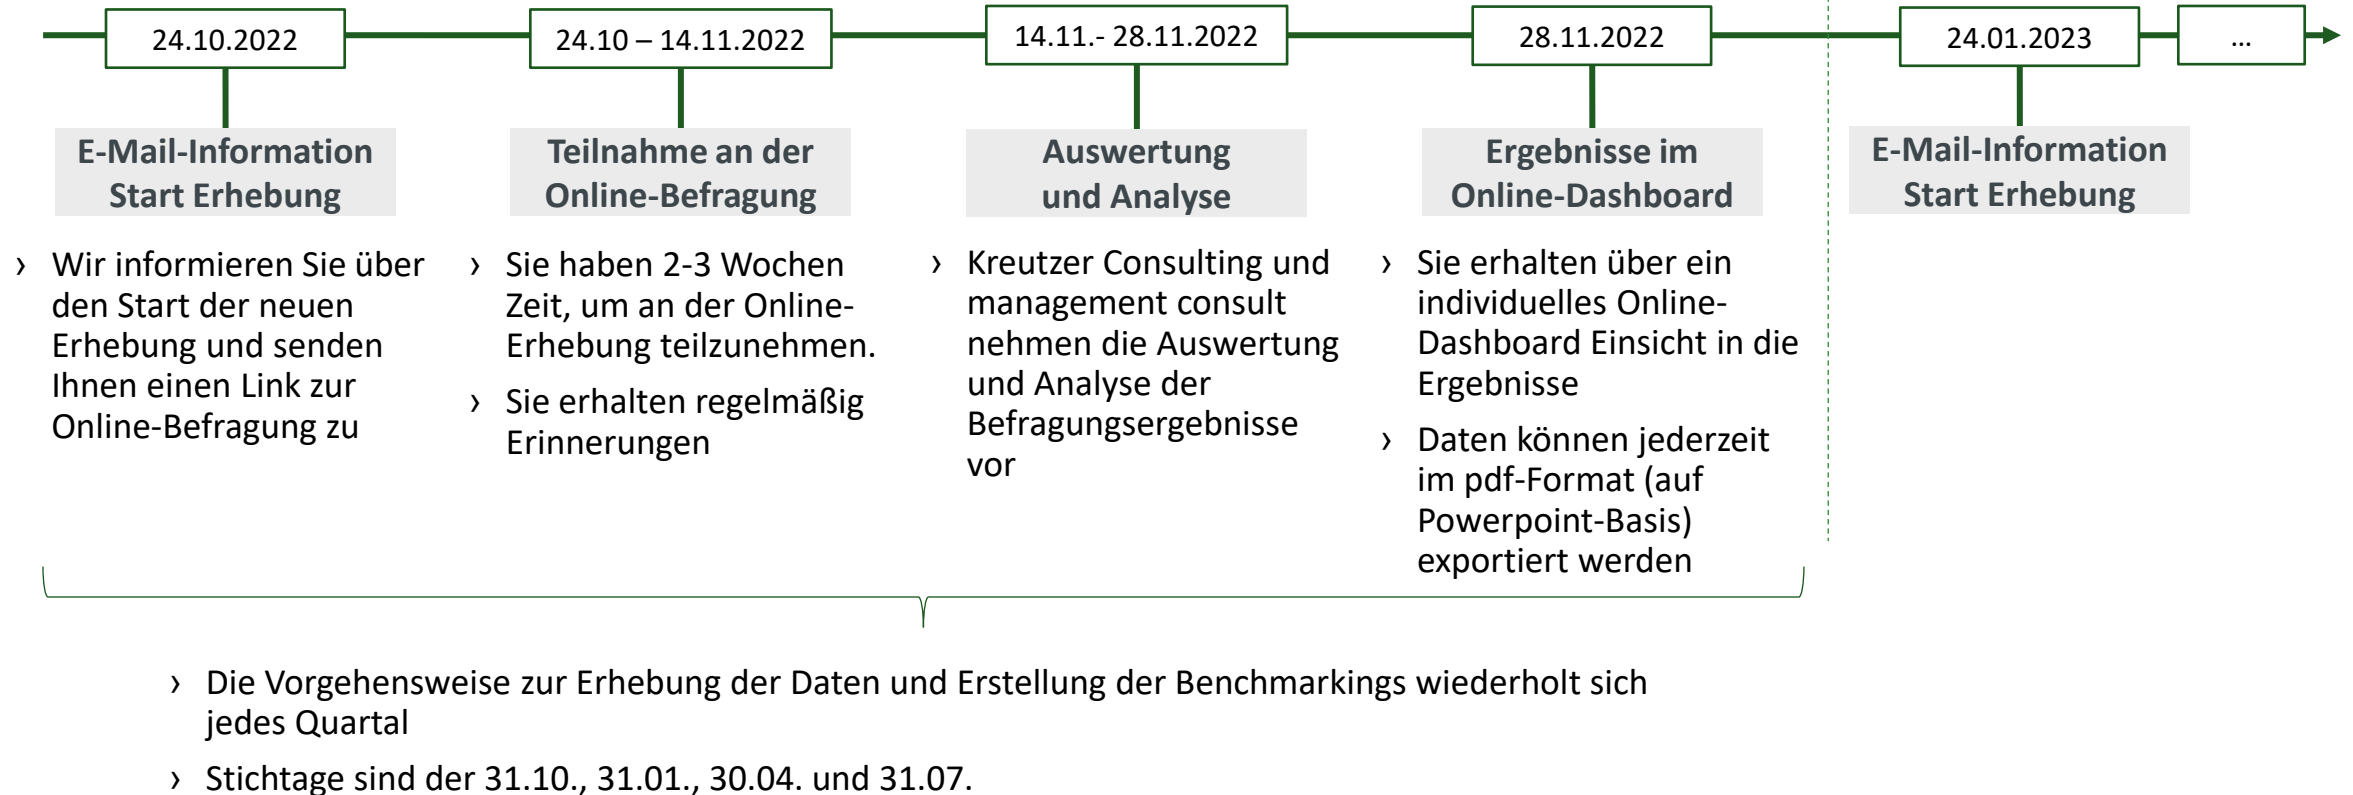 24.10.2022
24.10 – 14.11.2022
14.11.- 28.11.2022
28.11.2022
24.01.2023
...
E-Mail-Information
Start Erhebung
Teilnahme an der
Online-Befragung
Auswertung
und Analyse
Ergebnisse im
Online-Dashboard
E-Mail-Information
Start Erhebung
› Wir informieren Sie über
den Start der neuen
Erhebung und senden
Ihnen einen Link zur
Online-Befragung zu
› Sie haben 2-3 Wochen
Zeit, um an der Online-
Erhebung teilzunehmen.
› Sie erhalten regelmäßig
Erinnerungen
› Kreutzer Consulting und
management consult
nehmen die Auswertung
und Analyse der
Befragungsergebnisse
vor
› Sie erhalten über ein
individuelles Online-
Dashboard Einsicht in die
Ergebnisse
› Daten können jederzeit
im pdf-Format (auf
Powerpoint-Basis)
exportiert werden
› Die Vorgehensweise zur Erhebung der Daten und Erstellung der Benchmarkings wiederholt sich
jedes Quartal
› Stichtage sind der 31.10., 31.01., 30.04. und 31.07.